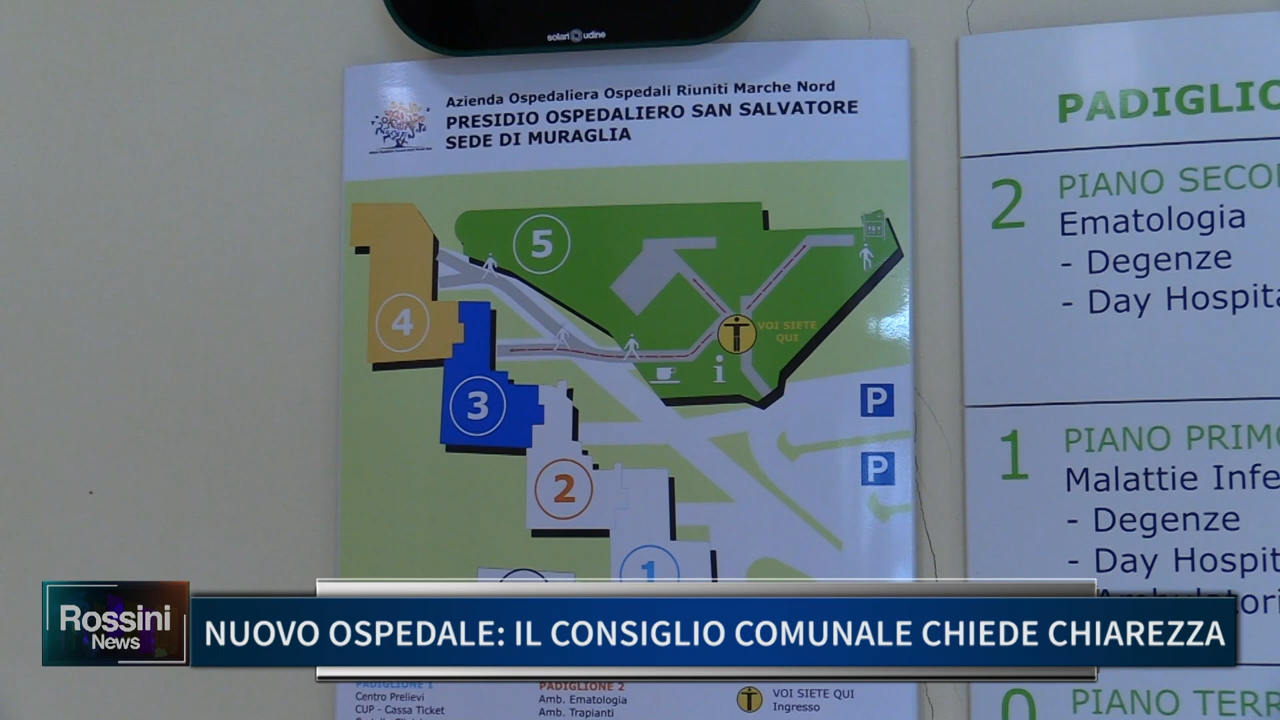 solari udine
Azienda Ospedaliera Ospedali Riuniti Marche Nord
PRESIDIO OSPEDALIERO SAN SALVATORE
SEDE DI MURAGLIA
5
4
VOI SIETE
QUI
i
3
P
P
2
1
PADIGLIO
2
PIANO SECO
Ematologia
- Degenze
- Day Hospita
1
PIANO PRIMO
Malattie Infe
- Degenze
- Day Hospit
Rossini
News
NUOVO OSPEDALE: IL CONSIGLIO COMUNALE CHIEDE CHIAREZZA
PADIGLIONE 1
Centro Prelievi
CUP - Cassa Ticket
PADIGLIONE 2
Amb. Ematologia
Amb. Trapianti
VOI SIETE QUI
Ingresso
0
PIANO TERR